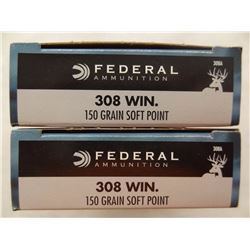 FEDERAL
AMMUNITION
308A
308 WIN.
150 GRAIN SOFT POINT
FEDERAL
AMMUNITION
308A
308 WIN.
150 GRAIN SOFT POINT